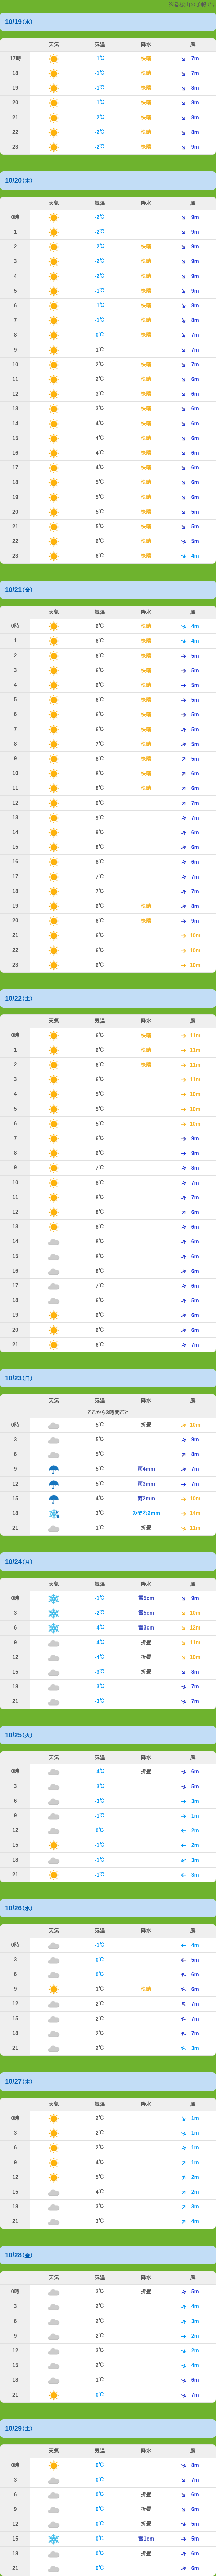 10/19(水)
天気 気温 降水 風
17時 -1℃ 快晴 7m
18 -1℃ 快晴 7m
19 -1℃ 快晴 8m
20 -1℃ 快晴 8m
21 -2℃ 快晴 8m
22 -2℃ 快晴 8m
23 -2℃ 快晴 9m
10/20(木)
天気 気温 降水 風
0時 -2℃ 9m
1 -2℃ 9m
2 -2℃ 快晴 9m
3 -2℃ 快晴 9m
4 -2℃ 快晴 9m
5 -1℃ 快晴 9m
6 -1℃ 快晴 8m
7 -1℃ 快晴 8m
8 0℃ 快晴 7m
9 1℃ 7m
10 2℃ 快晴 7m
11 2℃ 快晴 6m
12 3℃ 快晴 6m
13 3℃ 快晴 6m
14 4℃ 快晴 6m
15 4℃ 快晴 6m
16 4℃ 快晴 6m
17 4℃ 快晴 6m
18 5℃ 快晴 6m
19 5℃ 快晴 6m
20 5℃ 快晴 5m
21 5℃ 快晴 5m
22 6℃ 快晴 5m
23 6℃ 快晴 4m
10/21(金)
天気 気温 降水 風
0時 6℃ 快晴 4m
1 6℃ 快晴 4m
2 6℃ 快晴 5m
3 6℃ 快晴 5m
4 6℃ 快晴 5m
5 6℃ 快晴 5m
6 6℃ 快晴 5m
7 6℃ 快晴 5m
8 7℃ 快晴 5m
9 8℃ 快晴 5m
10 8℃ 快晴 6m
11 8℃ 快晴 6m
12 9℃ 7m
13 9℃ 7m
14 9℃ 6m
15 8℃ 6m
16 8℃ 6m
17 7℃ 7m
18 7℃ 7m
19 6℃ 快晴 8m
20 6℃ 快晴 9m
21 6℃ 10m
22 6℃ 10m
23 6℃ 10m
10/22(土)
天気 気温 降水 風
0時 6℃ 快晴 11m
1 6℃ 快晴 11m
2 6℃ 快晴 11m
3 6℃ 11m
4 5℃ 10m
5 5℃ 10m
6 5℃ 10m
7 6℃ 9m
8 6℃ 9m
9 7℃ 8m
10 8℃ 7m
11 8℃ 7m
12 8℃ 6m
13 8℃ 6m
14 8℃ 6m
15 8℃ 6m
16 8℃ 6m
17 7℃ 6m
18 6℃ 5m
19 6℃ 6m
20 6℃ 6m
21 6℃ 7m
10/23(日)
天気 気温 降水 風
ここから3時間ごと
0時 5℃ 折曇 10m
3 5℃ 9m
6 5℃ 8m
9 5℃ 雨4mm 7m
12 5℃ 雨3mm 7m
15 4℃ 雨2mm 10m
18 3℃ みぞれ2mm 14m
21 1℃ 折曇 11m
10/24(月)
天気 気温 降水 風
0時 -1℃ 雪5cm 9m
3 -2℃ 雪5cm 10m
6 -4℃ 雪3cm 12m
9 -4℃ 折曇 11m
12 -4℃ 折曇 10m
15 -3℃ 折曇 8m
18 -3℃ 7m
21 -3℃ 7m
10/25(火)
天気 気温 降水 風
0時 -4℃ 折曇 6m
3 -3℃ 5m
6 -3℃ 3m
9 -1℃ 1m
12 0℃ 2m
15 -1℃ 2m
18 -1℃ 3m
21 -1℃ 3m
10/26(水)
天気 気温 降水 風
0時 -1℃ 4m
3 0℃ 5m
6 0℃ 6m
9 1℃ 快晴 6m
12 2℃ 7m
15 2℃ 7m
18 2℃ 7m
21 2℃ 3m
10/27(木)
天気 気温 降水 風
0時 2℃ 1m
3 2℃ 1m
6 2℃ 1m
9 4℃ 1m
12 5℃ 2m
15 4℃ 2m
18 3℃ 3m
21 3℃ 4m
10/28(金)
天気 気温 降水 風
0時 3℃ 折曇 5m
3 2℃ 4m
6 2℃ 3m
9 2℃ 2m
12 3℃ 2m
15 2℃ 4m
18 1℃ 6m
21 0℃ 7m
10/29(土)
天気 気温 降水 風
0時 0℃ 8m
3 0℃ 7m
6 0℃ 折曇 6m
9 0℃ 折曇 6m
12 0℃ 折曇 5m
15 0℃ 雪1cm 5m
18 0℃ 折曇 6m
21 0℃ 6m